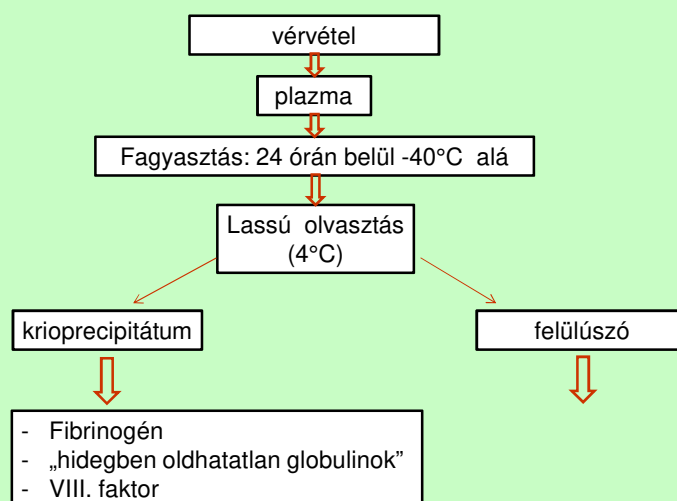 vérvétel
plazma
Fagyasztás: 24 órán belül -40°C alá
Lassú olvasztás
(4°C)
krioprecipitátum
felülúszó
- Fibrinogén
- „hidegben oldhatatlan globulinok”
- VIII. faktor